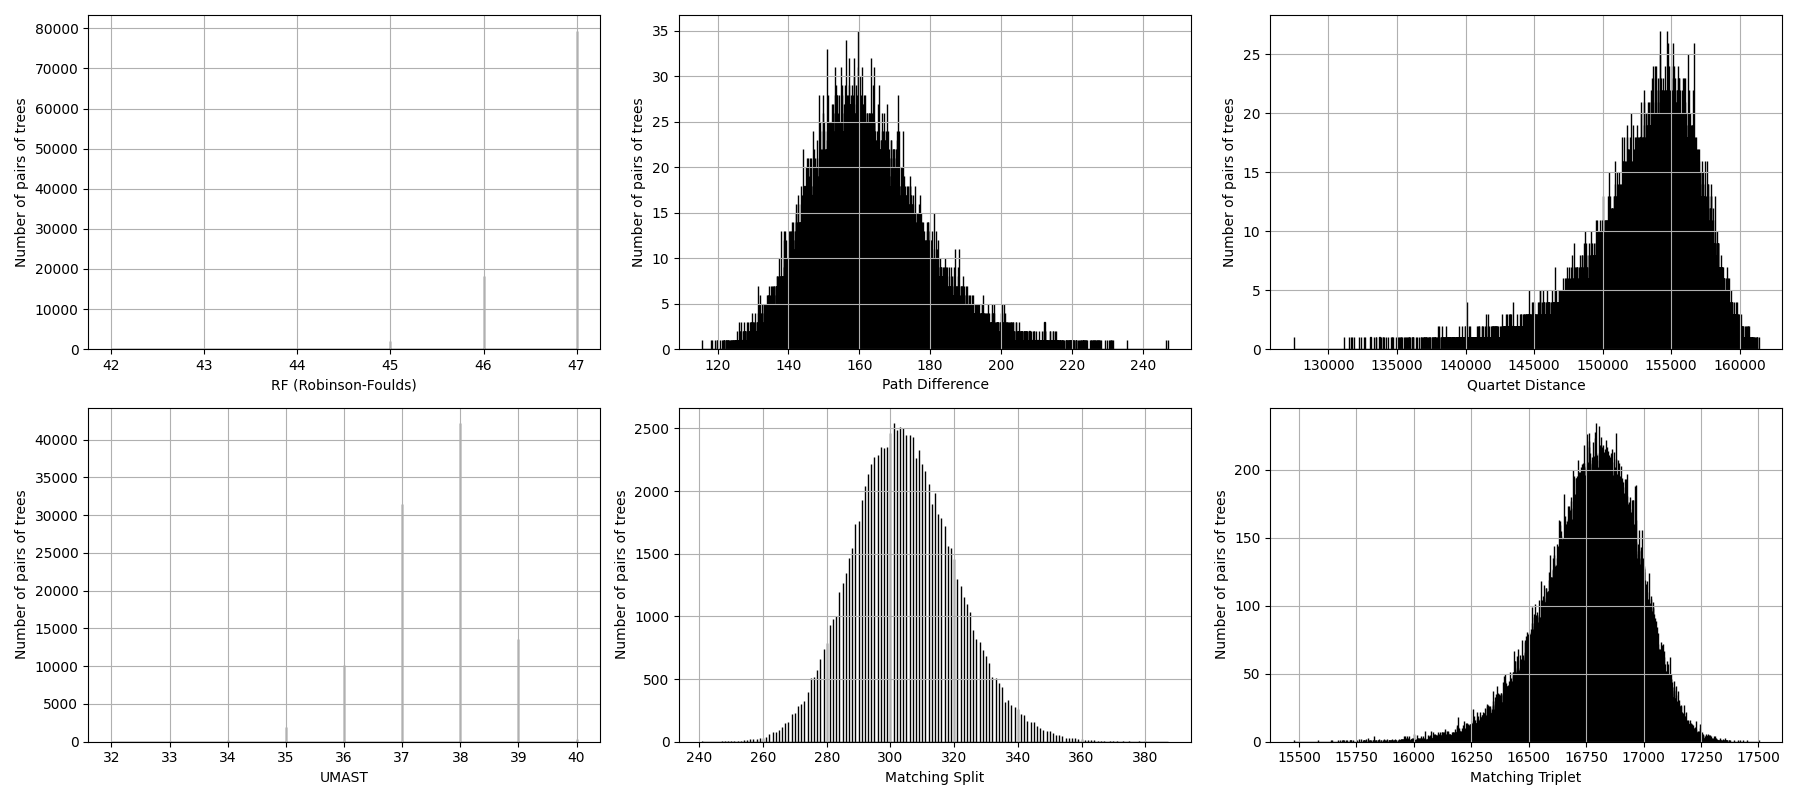 Number of pairs of trees
80000
70000
60000
50000
40000
30000
20000
10000
0
42 43 44 45 46 47
RF (Robinson-Foulds)
Number of pairs of trees
35
30
25
20
15
10
5
0
120 140 160 180 200 220 240
Path Difference
Number of pairs of trees
25
20
15
10
5
0
130000 135000 140000 145000 150000 155000 160000
Quartet Distance
Number of pairs of trees
40000
35000
30000
25000
20000
15000
10000
5000
0
32 33 34 35 36 37 38 39 40
UMAST
Number of pairs of trees
2500
2000
1500
1000
500
0
240 260 280 300 320 340 360 380
Matching Split
Number of pairs of trees
200
150
100
50
0
15500 15750 16000 16250 16500 16750 17000 17250 17500
Matching Triplet